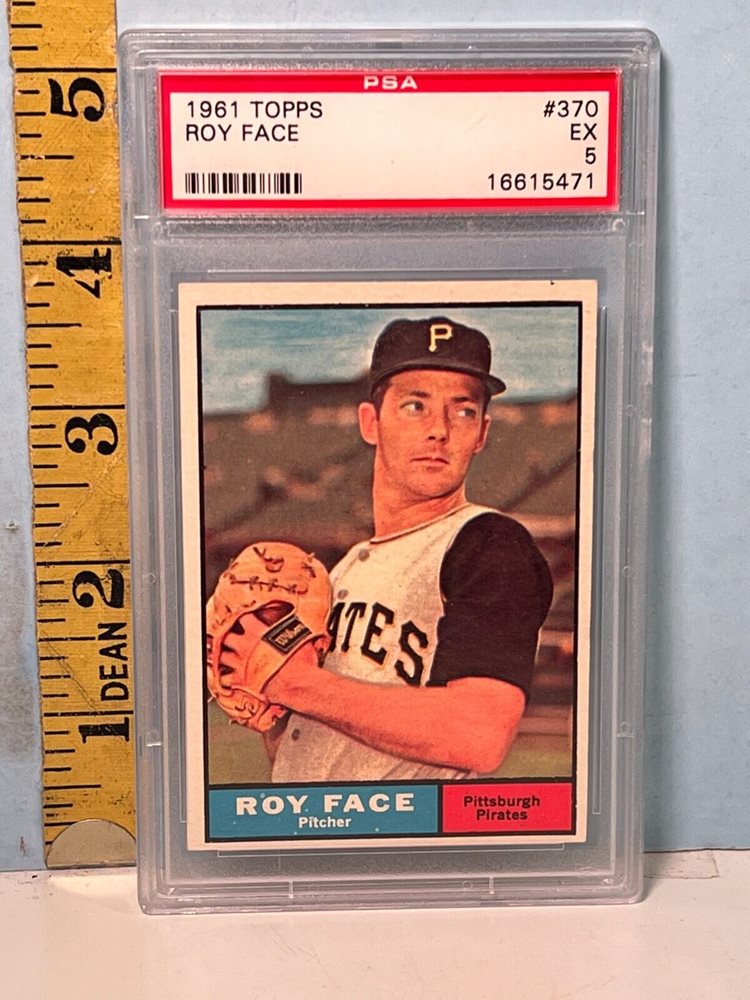 PSA
1961 TOPPS #370
ROY FACE EX
5
16615471
5
4
3
2
1
DEAN
P
Wilson
ATES
ROY FACE
Pitcher
Pittsburgh
Pirates